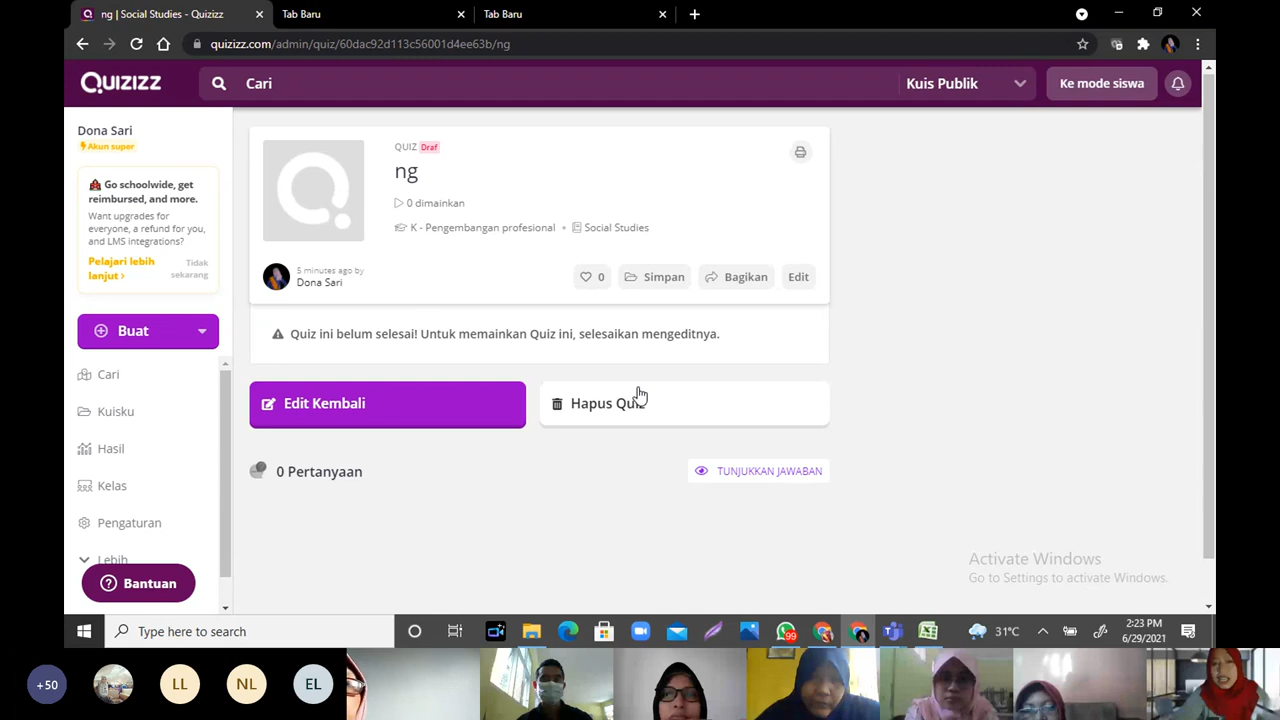 ng | Social Studies - Quizizz
Tab Baru
Tab Baru
quizizz.com/admin/quiz/60dac92d113c56001d4ee63b/ng
QUIZIZZ
Cari
Kuis Publik
Ke mode siswa
Dona Sari
Akun super
Go schoolwide, get
reimbursed, and more.
Want upgrades for
everyone, a refund for you,
and LMS integrations?
Pelajari lebih
lanjut >
Tidak
sekarang
Buat
Cari
Kuisku
Hasil
Kelas
Pengaturan
Lebih
Bantuan
QUIZ Draf
ng
0 dimainkan
K - Pengembangan profesional • Social Studies
5 minutes ago by
Dona Sari
0
Simpan
Bagikan
Edit
Quiz ini belum selesai! Untuk memainkan Quiz ini, selesaikan mengeditnya.
Edit Kembali
Hapus Quiz
0 Pertanyaan
TUNJUKKAN JAWABAN
Activate Windows
Go to Settings to activate Windows.
Type here to search
99
31°C
2:23 PM
6/29/2021
+50
LL
NL
EL